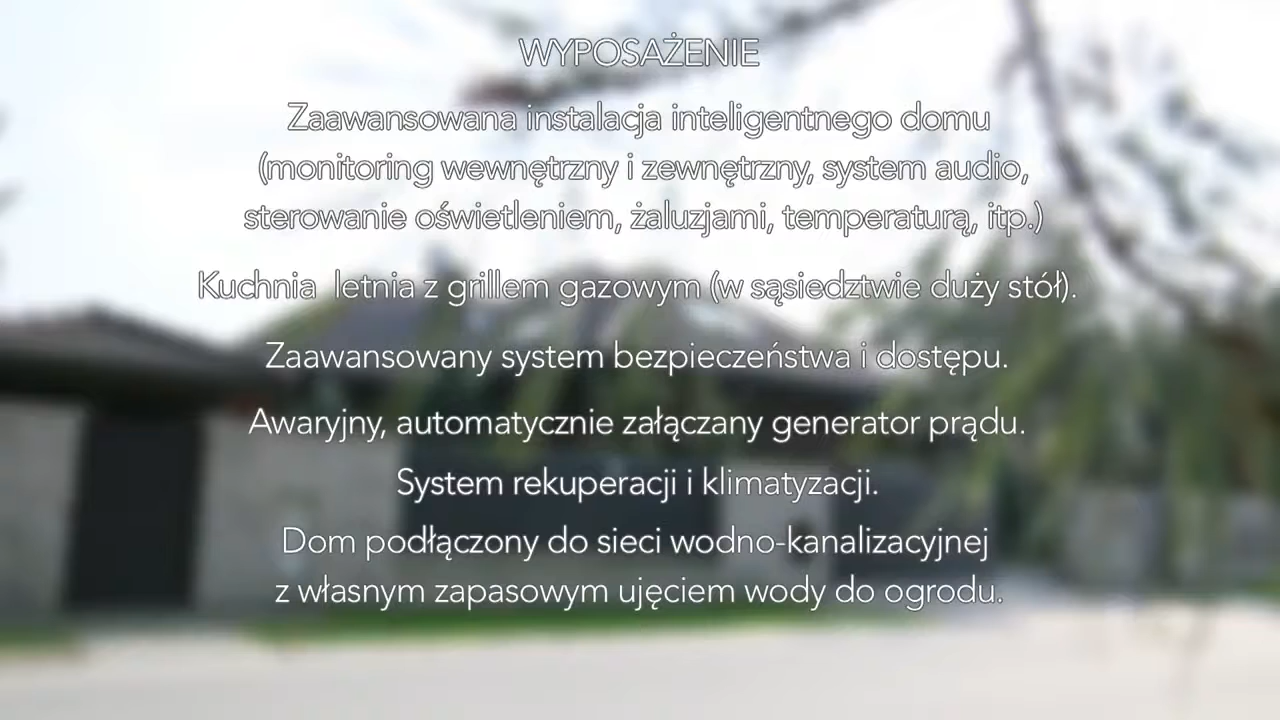 WYPOSAŻENIE
Zaawansowana instalacja inteligentnego domu
(monitoring wewnętrzny i zewnętrzny, system audio,
sterowanie oświetleniem, żaluzjami, temperaturą, itp.)
Kuchnia letnia z grillem gazowym (w sąsiedztwie duży stół).
Zaawansowany system bezpieczeństwa i dostępu.
Awaryjny, automatycznie załączany generator prądu.
System rekuperacji i klimatyzacji.
Dom podłączony do sieci wodno-kanalizacyjnej
z własnym zapasowym ujęciem wody do ogrodu.